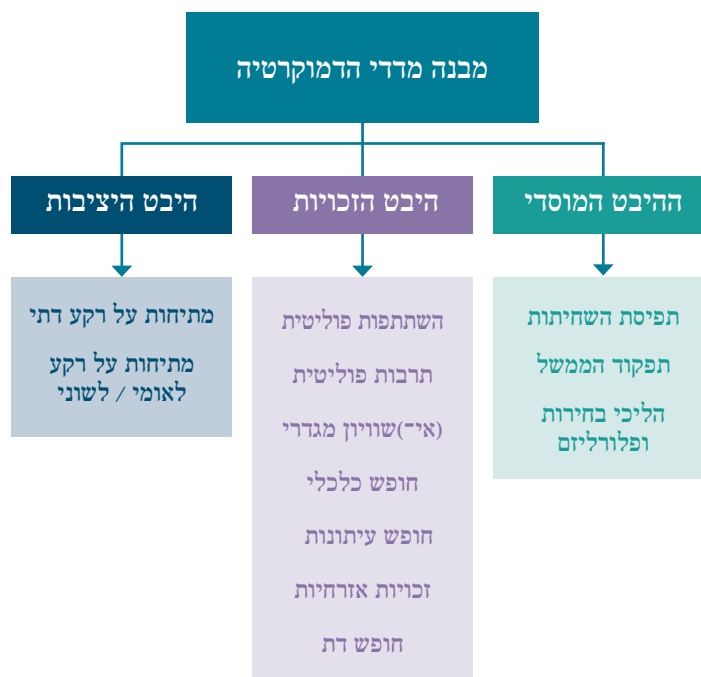 מבנה מדדי הדמוקרטיה
ההיבט המוסדי
תפיסת השחיתות
תפקוד הממשל
הליכי בחירות
ופלורליזם
היבט הזכויות
השתתפות פוליטית
תרבות פוליטית
(אי־)שוויון מגדרי
חופש כלכלי
חופש עיתונות
זכויות אזרחיות
חופש דת
היבט היציבות
מתיחות על רקע דתי
מתיחות על רקע
לאומי / לשוני